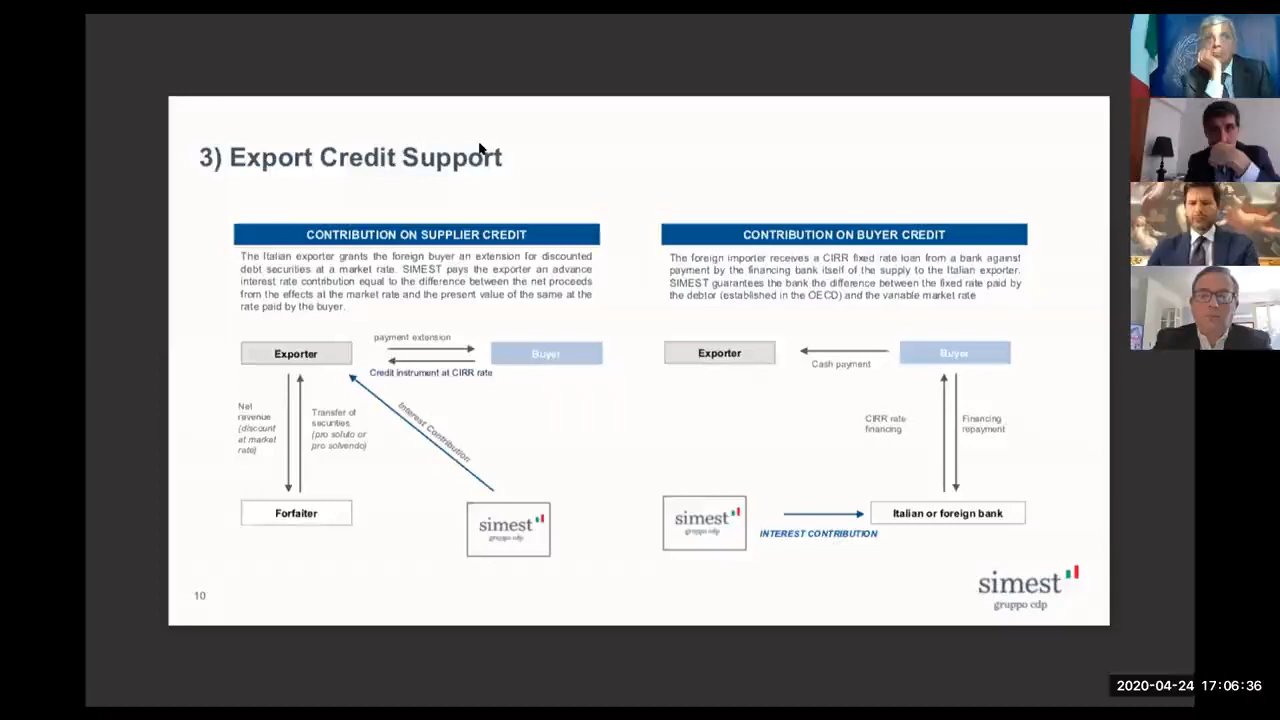 3) Export Credit Support
CONTRIBUTION ON SUPPLIER CREDIT
The Italian exporter grants the foreign buyer an extension for discounted
debt securities at a market rate. SIMEST pays the exporter an advance
interest rate contribution equal to the difference between the net proceeds
from the effects at the market rate and the present value of the same at the
rate paid by the buyer.
payment extension
Exporter
Buyer
Credit instrument at CIRR rate
Net
revenue
(discount
at market
rate)
Transfer of
securities
(pro soluto or
pro solvendo)
Interest Contribution
Forfaiter
simest
gruppo cdp
CONTRIBUTION ON BUYER CREDIT
The foreign importer receives a CIRR fixed rate loan from a bank against
payment by the financing bank itself of the supply to the Italian exporter.
SIMEST guarantees the bank the difference between the fixed rate paid by
the debtor (established in the OECD) and the variable market rate
Exporter
Buyer
Cash payment
CIRR rate
financing
Financing
repayment
simest
gruppo cdp
INTEREST CONTRIBUTION
Italian or foreign bank
10
simest
gruppo cdp
2020-04-24 17:06:36